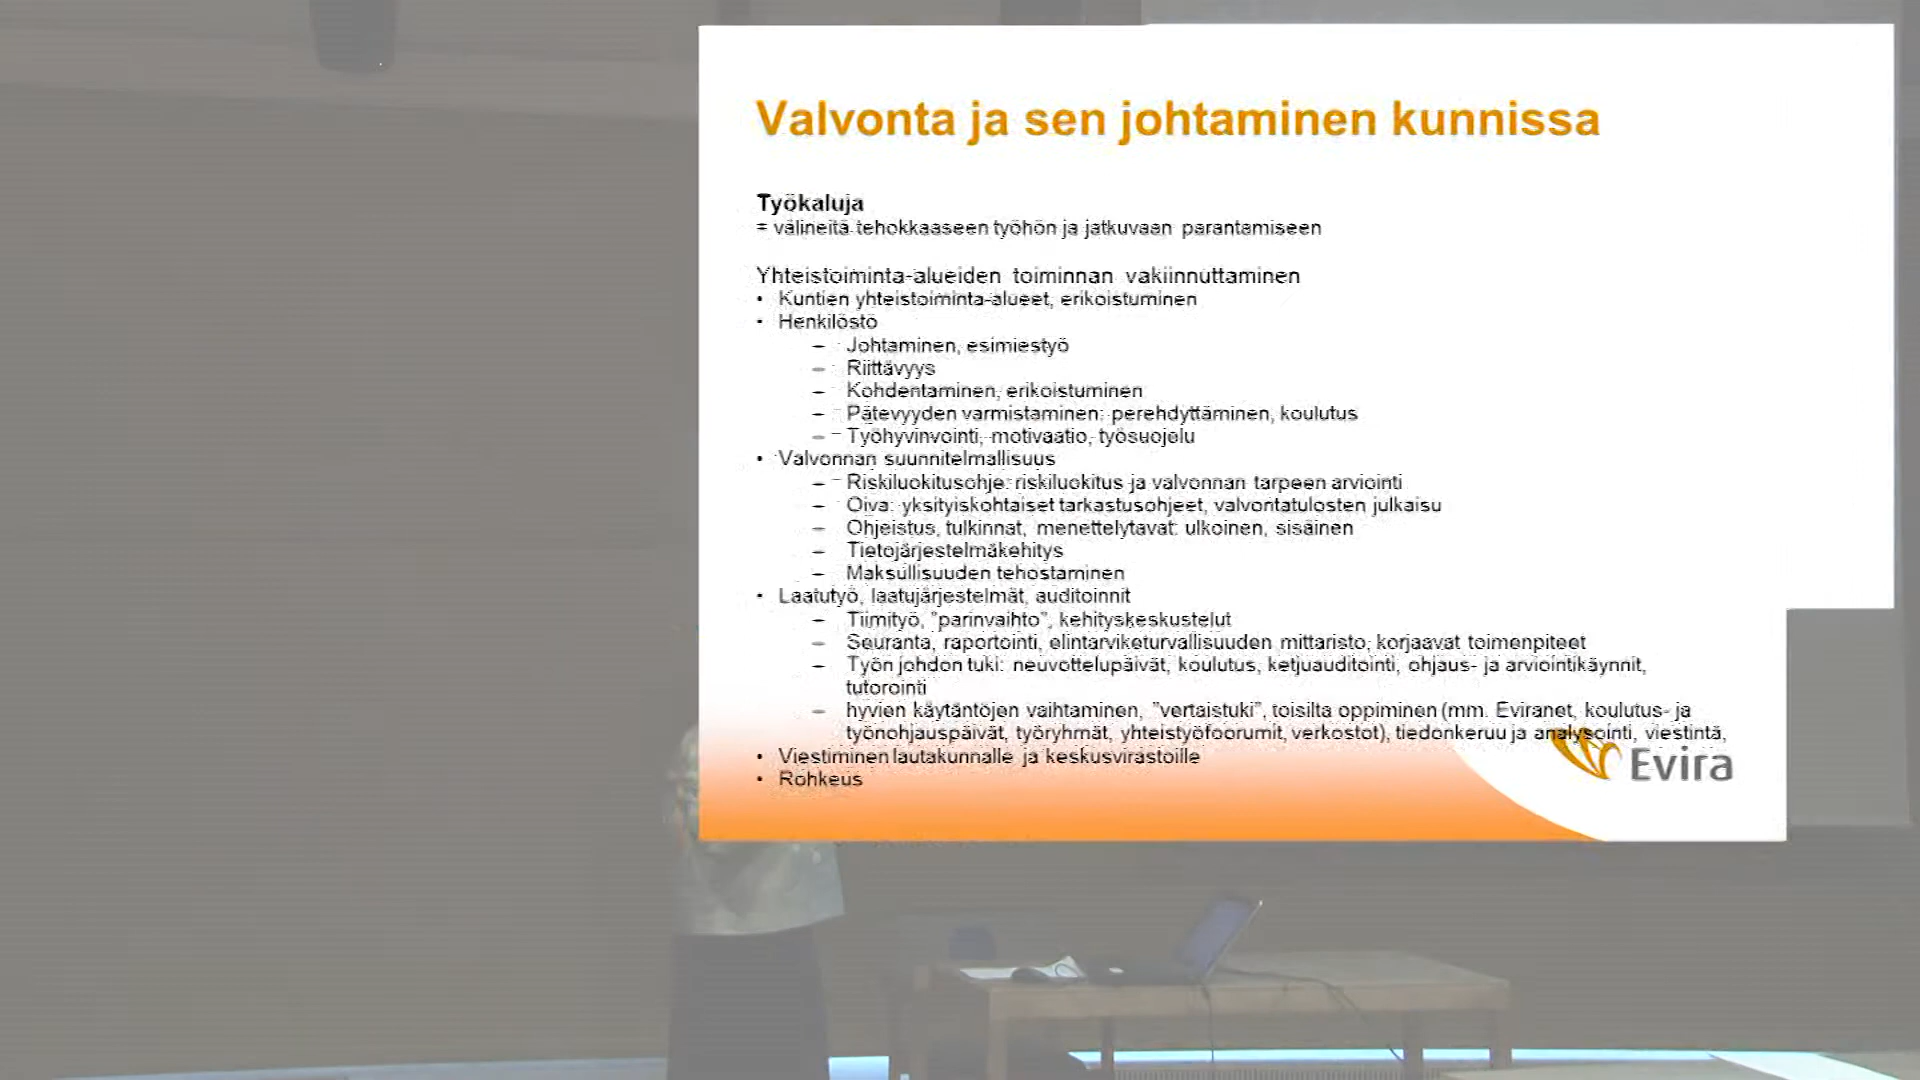 Valvonta ja sen johtaminen kunnissa
Työkaluja
= välineitä tehokkaaseen työhön ja jatkuvaan parantamiseen
Yhteistoiminta-alueiden toiminnan vakiinnuttaminen
• Kuntien yhteistoiminta-alueet, erikoistuminen
• Henkilöstö
– Johtaminen, esimiestyö
– Riittävyys
– Kohdentaminen, erikoistuminen
– Pätevyyden varmistaminen: perehdyttäminen, koulutus
– Työhyvinvointi, motivaatio, työsuojelu
• Valvonnan suunnitelmallisuus
– Riskiluokitusohje: riskiluokitus ja valvonnan tarpeen arviointi
– Oiva: yksityiskohtaiset tarkastusohjeet, valvontatulosten julkaisu
– Ohjeistus, tulkinnat, menettelytavat: ulkoinen, sisäinen
– Tietojärjestelmäkehitys
– Maksullisuuden tehostaminen
• Laatutyö, laatujärjestelmät, auditoinnit
– Tiimityö, "parinvaihto", kehityskeskustelut
– Seuranta, raportointi, elintarviketurvallisuuden mittaristo, korjaavat toimenpiteet
– Työn johdon tuki: neuvottelupäivät, koulutus, ketjuauditointi, ohjaus- ja arviointikäynnit,
tutorointi
– hyvien käytäntöjen vaihtaminen, "vertaistuki", toisilta oppiminen (mm. Eviranet, koulutus- ja
työnohjauspäivät, työryhmät, yhteistyöfoorumit, verkostot), tiedonkeruu ja analysointi, viestintä,
• Viestiminen lautakunnalle ja keskusvirastoille
• Rohkeus
Evira